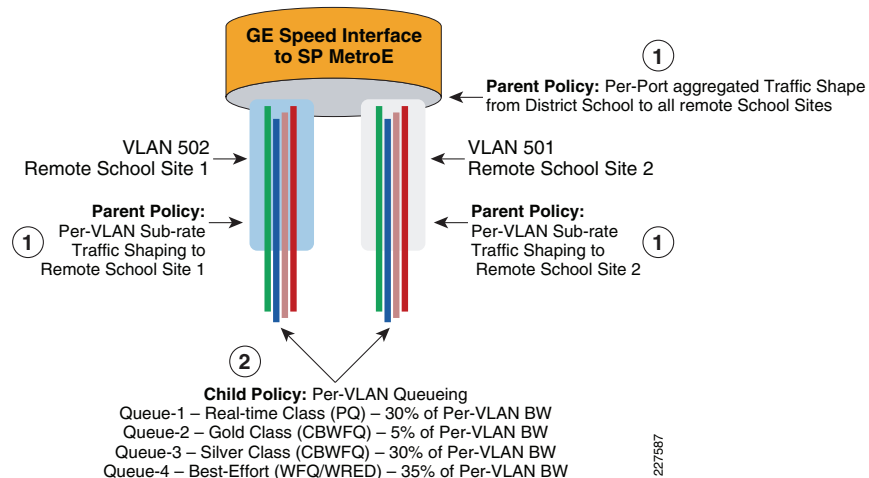 GE Speed Interface
to SP MetroE
1
Parent Policy: Per-Port aggregated Traffic Shape
from District School to all remote School Sites
VLAN 502
Remote School Site 1
VLAN 501
Remote School Site 2
Parent Policy:
Per-VLAN Sub-rate
Traffic Shaping to
Remote School Site 1
1
Parent Policy:
Per-VLAN Sub-rate
Traffic Shaping to
Remote School Site 2
1
2
Child Policy: Per-VLAN Queueing
Queue-1 – Real-time Class (PQ) – 30% of Per-VLAN BW
Queue-2 – Gold Class (CBWFQ) – 5% of Per-VLAN BW
Queue-3 – Silver Class (CBWFQ) – 30% of Per-VLAN BW
Queue-4 – Best-Effort (WFQ/WRED) – 35% of Per-VLAN BW
227587